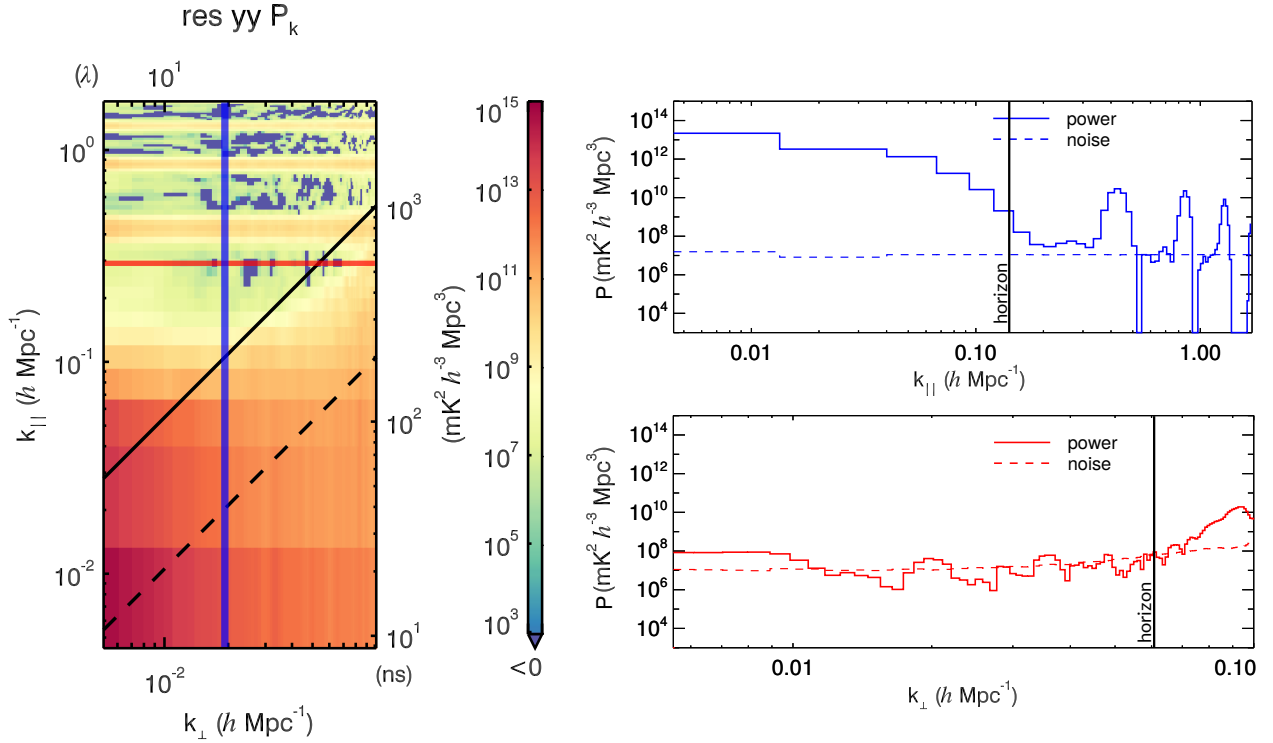 res yy P_k
(λ)
10^1
10^0
10^-1
10^-2
k_|| (h Mpc^-1)
10^3
10^2
10^1
(ns)
10^-2
k_⊥ (h Mpc^-1)
10^15
10^13
10^11
10^9
10^7
10^5
10^3
<0
(mK^2 h^-3 Mpc^3)
10^14
10^12
10^10
10^8
10^6
10^4
P (mK^2 h^-3 Mpc^3)
power
noise
horizon
0.01
0.10
1.00
k_|| (h Mpc^-1)
10^14
10^12
10^10
10^8
10^6
10^4
P (mK^2 h^-3 Mpc^3)
power
noise
horizon
0.01
0.10
k_⊥ (h Mpc^-1)